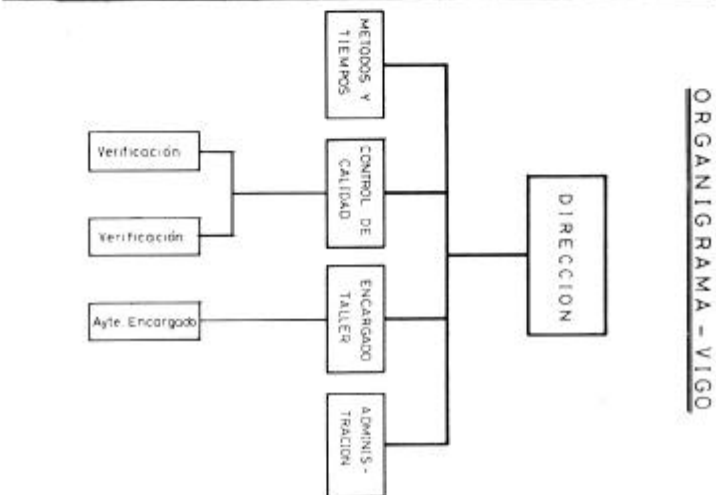 ORGANIGRAMA - VIGO
DIRECCION
METODOS Y
TIEMPOS
CONTROL DE
CALIDAD
ENCARGADO
TALLER
ADMINIS-
TRACION
Verificación
Verificación
Ayte. Encargado